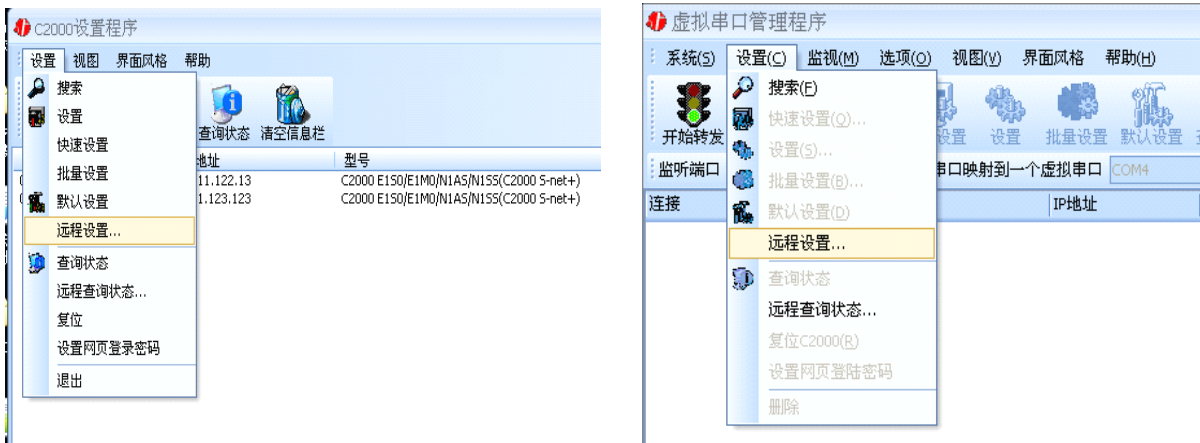 C2000设置程序
设置 视图 界面风格 帮助
搜索
设置
快速设置
批量设置
默认设置
远程设置...
查询状态
远程查询状态...
复位
设置网页登录密码
退出
查询状态 清空信息栏
地址 型号
11.122.13 C2000 E1S0/E1M0/N1A5/N1S5(C2000 S-net+)
1.123.123 C2000 E1S0/E1M0/N1A5/N1S5(C2000 S-net+)
虚拟串口管理程序
系统(S) 设置(C) 监视(M) 选项(O) 视图(V) 界面风格 帮助(H)
开始转发
搜索(F)
快速设置(Q)...
设置(S)...
批量设置(B)...
默认设置(D)
远程设置...
查询状态
远程查询状态...
复位C2000(R)
设置网页登陆密码
删除
设置 设置 批量设置 默认设置
监听端口 串口映射到一个虚拟串口 COM4
连接 IP地址